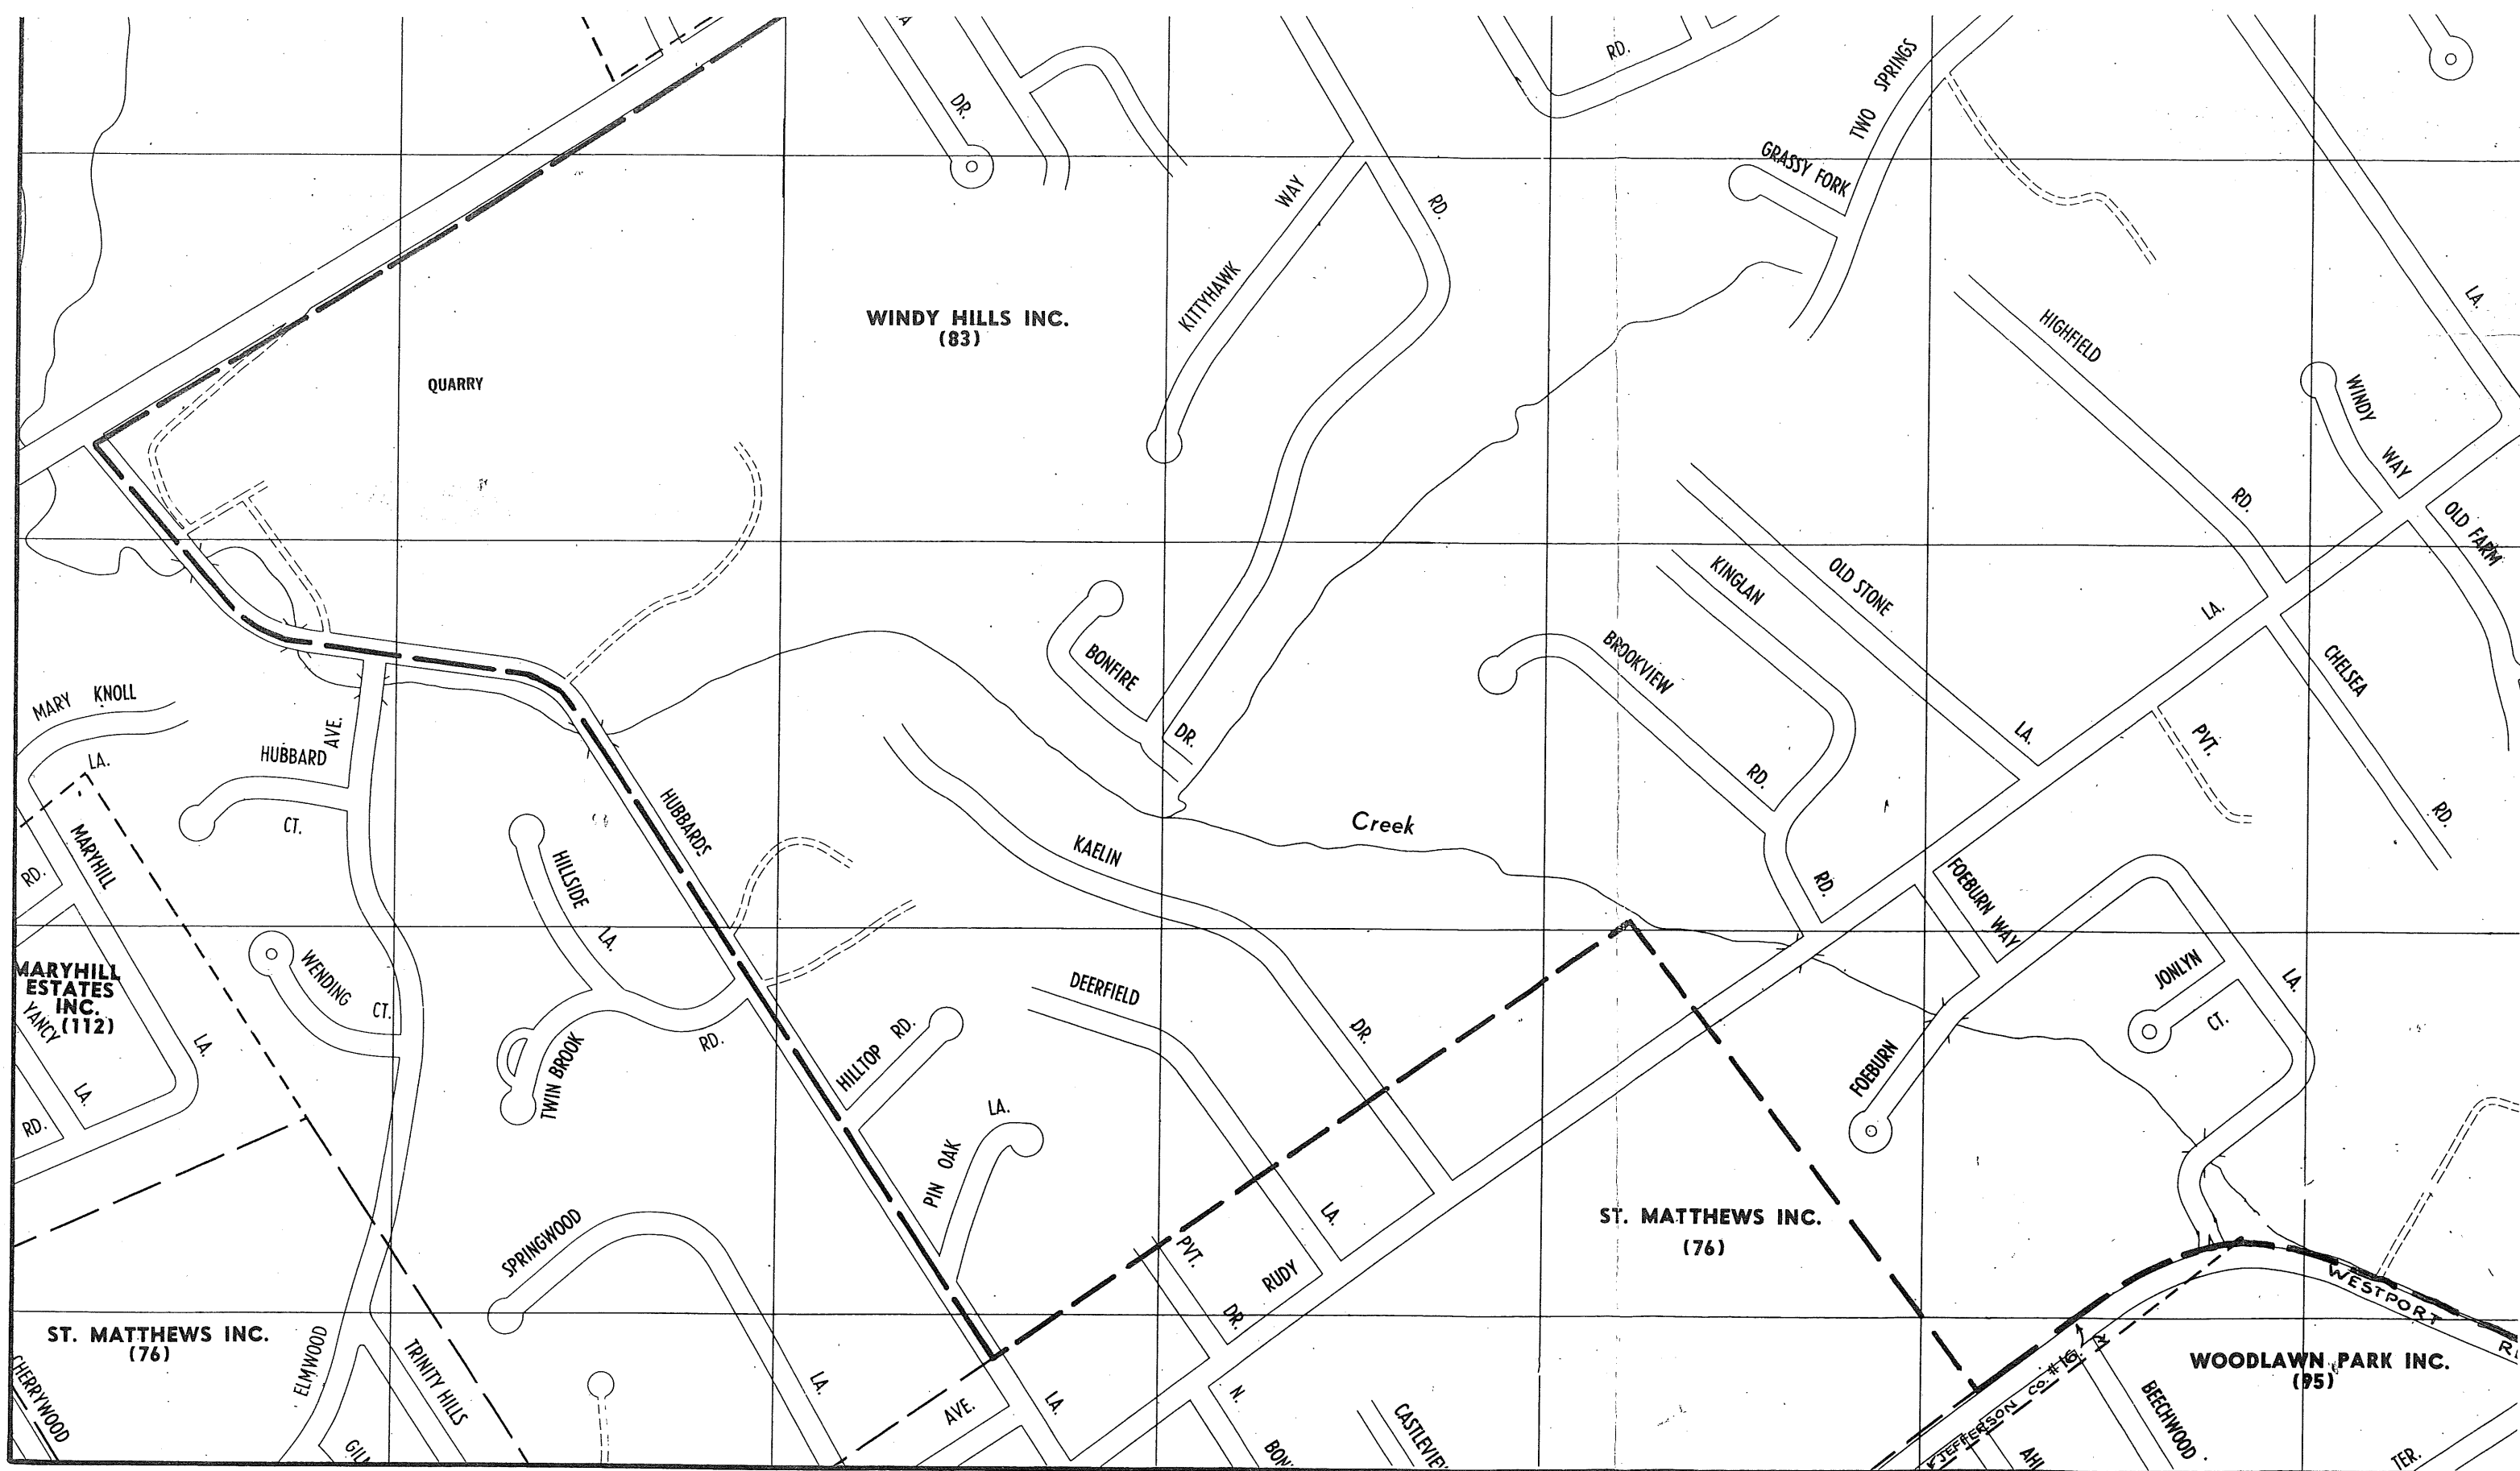 DR.
RD.
TWO SPRINGS
GRASSY FORK
WAY
RD.
KITTYHAWK
WINDY HILLS INC.
(83)
LA.
HIGHFIELD
QUARRY
WINDY
WAY
RD.
OLD FARM
OLD STONE
KINGLAN
LA.
BROOKVIEW
BONFIRE
CHELSEA
MARY KNOLL
LA.
AVE.
HUBBARD
CT.
DR.
LA.
PVT.
RD.
HUBBARDS
RD.
Creek
MARYHILL
RD.
HILLSIDE
LA.
KAELIN
RD.
FOEBURN WAY
MARYHILL
ESTATES
INC.
(112)
YANCY
LA.
RD.
LA.
WENDING
CT.
DEERFIELD
JONLYN
CT.
LA.
HILLTOP RD.
RD.
TWIN BROOK
DR.
FOEBURN
LA.
PIN OAK
SPRINGWOOD
LA.
PVT.
DR.
RUDY
LA.
ST. MATTHEWS INC.
(76)
WESTPORT
ST. MATTHEWS INC.
(76)
CHERRYWOOD
ELMWOOD
TRINITY HILLS
AVE.
LA.
N.
JEFFERSON CO. #16
BEECHWOOD
WOODLAWN PARK INC.
(95)
TER.